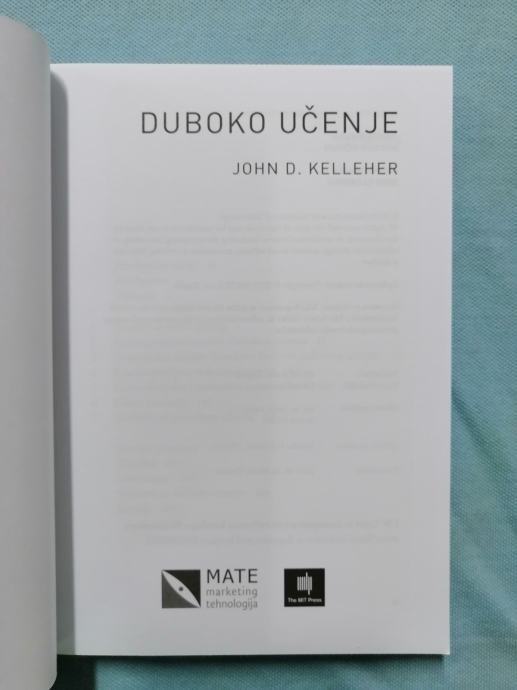 DUBOKO UČENJE
JOHN D. KELLEHER
MATE
marketing
tehnologija
The MIT Press